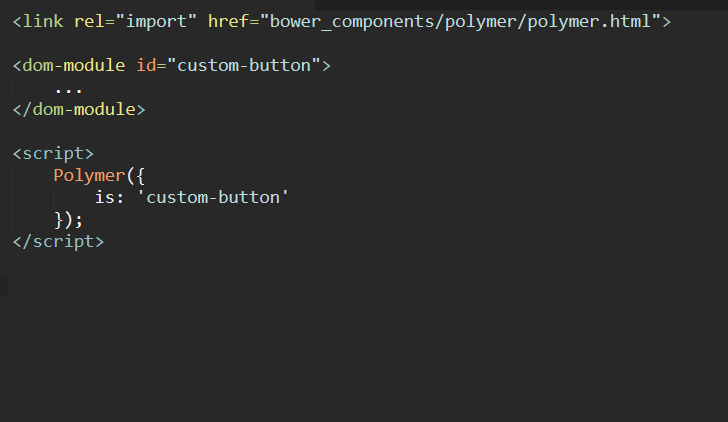 <link rel="import" href="bower_components/polymer/polymer.html">
<dom-module id="custom-button">
    ...
</dom-module>
<script>
    Polymer({
        is: 'custom-button'
    });
</script>